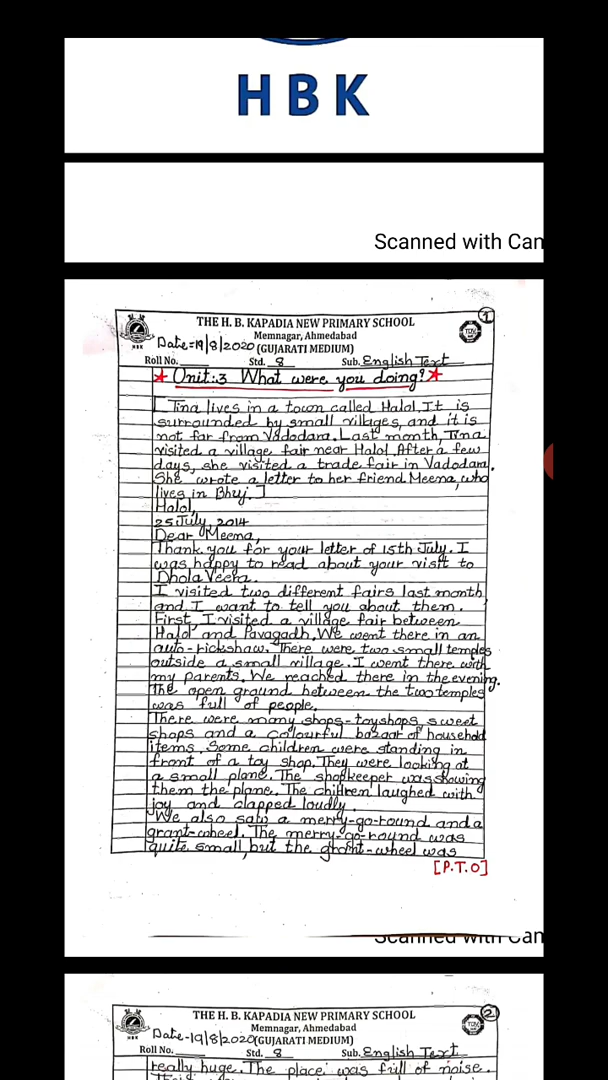 HBK
Scanned with Can
1
THE H. B. KAPADIA NEW PRIMARY SCHOOL
Memnagar, Ahmedabad
Date=19/8/2020 (GUJARATI MEDIUM)
Roll No. Std. 8 Sub. English Text
* Unit:3 What were you doing? *
[ Tina lives in a town called Halol. It is
surrounded by small villages, and it is
not far from Vadodara. Last month, Tina
visited a village fair near Halol. After a few
days, she visited a trade fair in Vadodara.
She wrote a letter to her friend Meena, who
lives in Bhuj. ]
Halol,
25 July, 2014
Dear Meena,
Thank you for your letter of 15th July. I
was happy to read about your visit to
Dhola Veera.
I visited two different fairs last month
and I want to tell you about them.
First, I visited a village fair between
Halol and Pavagadh. We went there in an
auto-rickshaw. There were two small temples
outside a small village. I went there with
my parents. We reached there in the evening.
The open ground between the two temples
was full of people.
There were many shops-toyshops, sweet
shops and a colourful bazaar of household
items. Some children were standing in
front of a toy shop. They were looking at
a small plane. The shopkeeper was showing
them the plane. The children laughed with
joy and clapped loudly.
We also saw a merry-go-round and a
giant-wheel. The merry-go-round was
quite small, but the giant-wheel was
[P.T.O]
Scanned with Can
2
THE H. B. KAPADIA NEW PRIMARY SCHOOL
Memnagar, Ahmedabad
Date-19/8/2020 (GUJARATI MEDIUM)
Roll No. Std. 8 Sub. English Text
really huge. The place was full of noise.